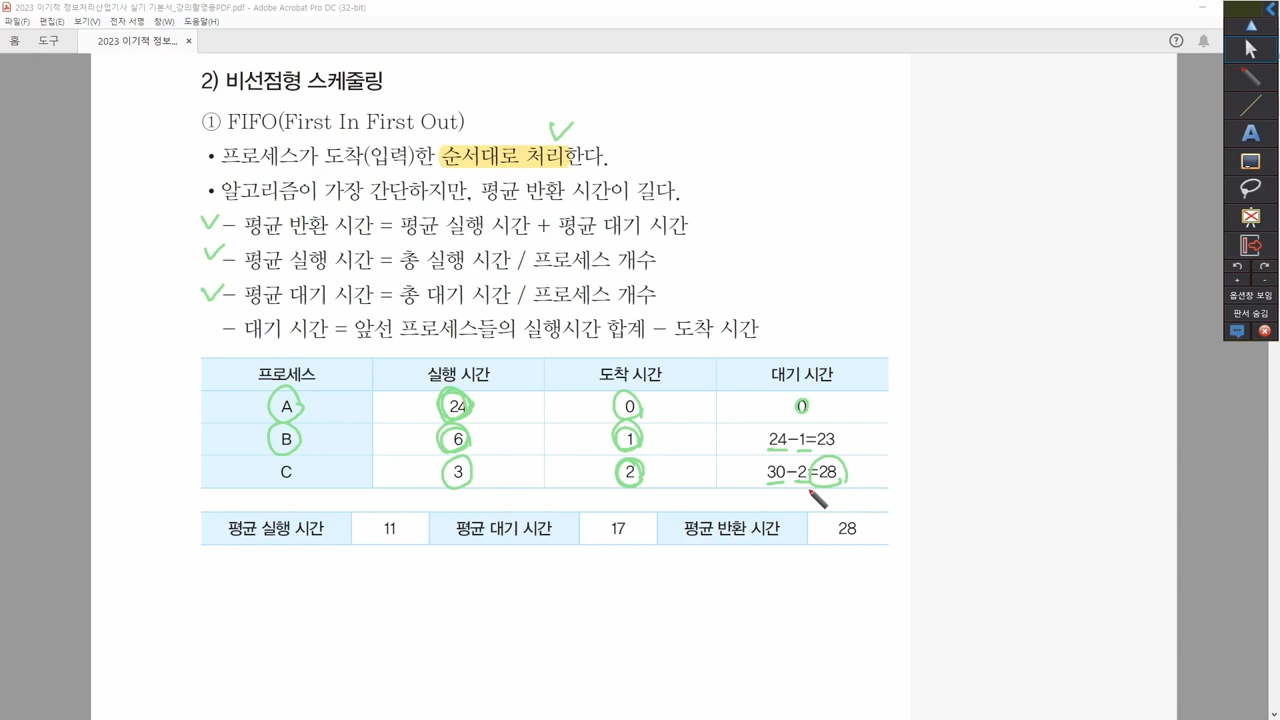 2023 이기적 정보처리산업기사 실기 기본서_강의촬영용PDF.pdf - Adobe Acrobat Pro DC (32-bit)
파일(F) 편집(E) 보기(V) 전자 서명 창(W) 도움말(H)
홈 도구 2023 이기적 정보... ×
2) 비선점형 스케줄링
① FIFO(First In First Out)
• 프로세스가 도착(입력)한 순서대로 처리한다.
• 알고리즘이 가장 간단하지만, 평균 반환 시간이 길다.
– 평균 반환 시간 = 평균 실행 시간 + 평균 대기 시간
– 평균 실행 시간 = 총 실행 시간 / 프로세스 개수
– 평균 대기 시간 = 총 대기 시간 / 프로세스 개수
– 대기 시간 = 앞선 프로세스들의 실행시간 합계 – 도착 시간
프로세스 실행 시간 도착 시간 대기 시간
A 24 0 0
B 6 1 24-1=23
C 3 2 30-2=28
평균 실행 시간 11 평균 대기 시간 17 평균 반환 시간 28
옵션창 보임
판서 숨김